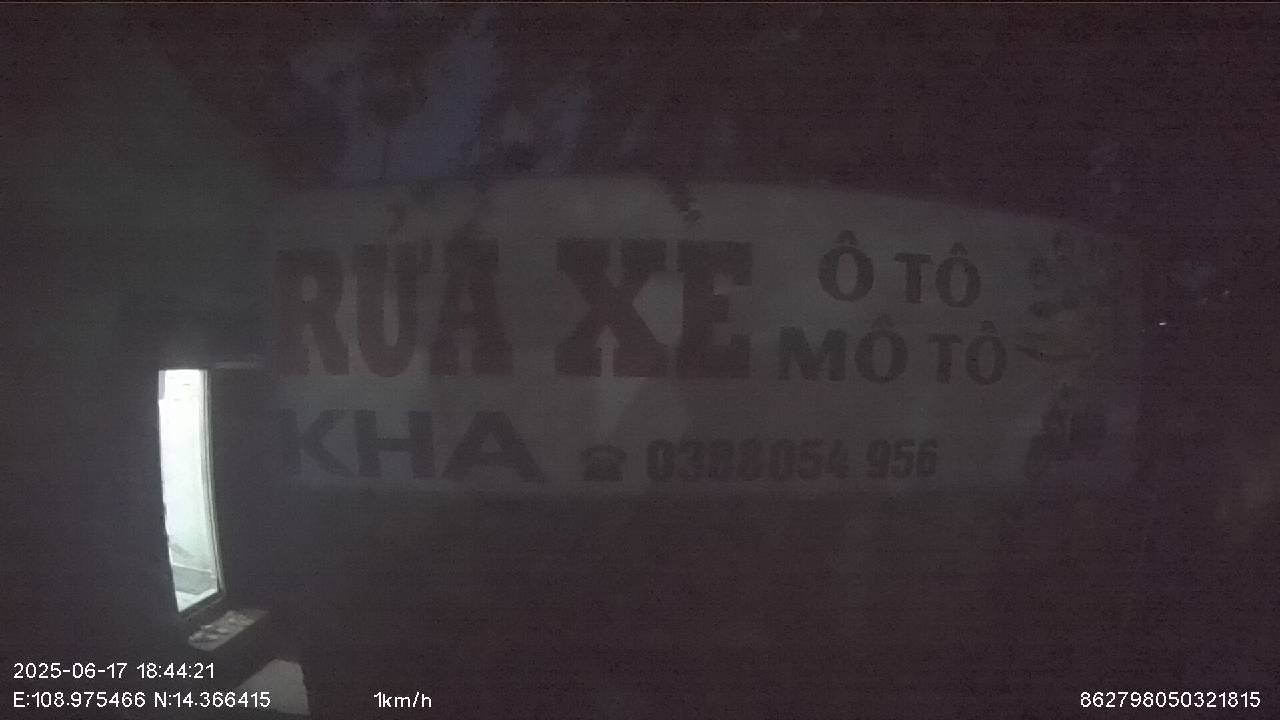 RỬA XE
Ô TÔ
MÔ TÔ
KHA ☎ 0388054 956
2025-06-17 18:44:21
E:108.975466 N:14.366415 1km/h 862798050321815